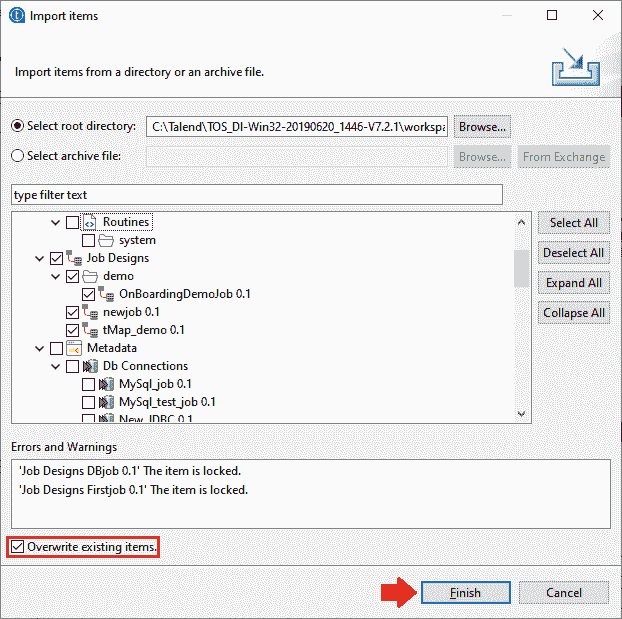 Import items
Import items from a directory or an archive file.
Select root directory: C:\Talend\TOS_DI-Win32-20190620_1446-V7.2.1\workspa Browse...
Select archive file: Browse... From Exchange
type filter text
Routines Select All
system
Job Designs Deselect All
demo
OnBoardingDemoJob 0.1 Expand All
newjob 0.1 Collapse All
tMap_demo 0.1
Metadata
Db Connections
MySql_job 0.1
MySql_test_job 0.1
New_JDBC 0.1
Errors and Warnings
'Job Designs DBjob 0.1' The item is locked.
'Job Designs Firstjob 0.1' The item is locked.
Overwrite existing items.
Finish Cancel